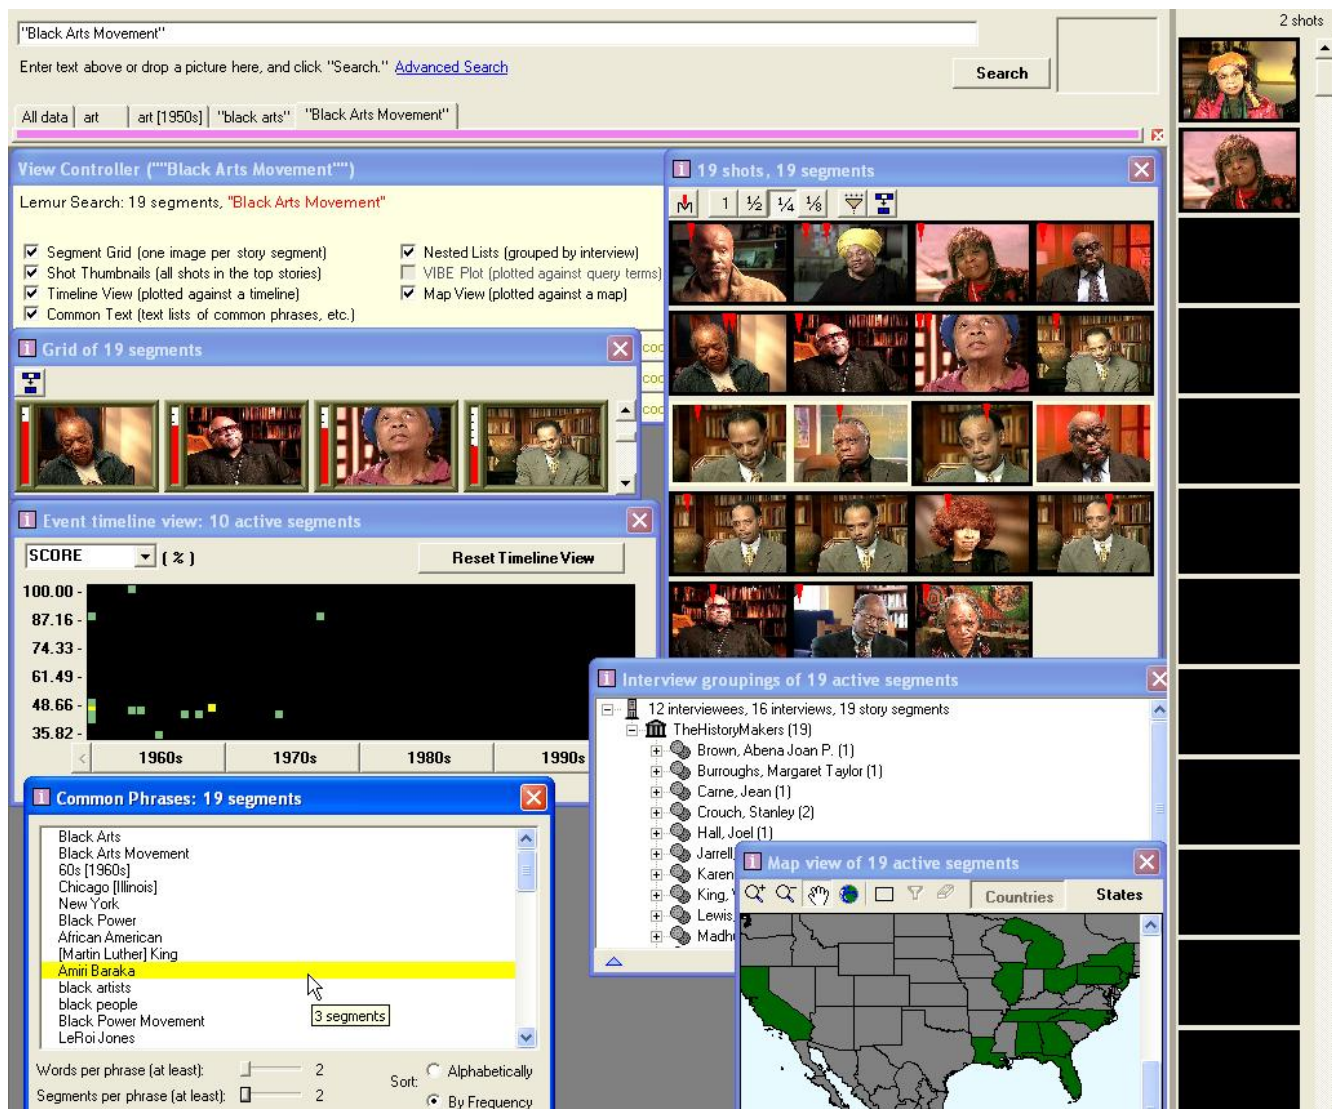 2 shots
"Black Arts Movement"
Enter text above or drop a picture here, and click "Search." Advanced Search
Search
All data art art [1950s] "black arts" "Black Arts Movement"
View Controller (""Black Arts Movement"")
Lemur Search: 19 segments, "Black Arts Movement"
Segment Grid (one image per story segment)
Nested Lists (grouped by interview)
Shot Thumbnails (all shots in the top stories)
VIBE Plot (plotted against query terms)
Timeline View (plotted against a timeline)
Map View (plotted against a map)
Common Text (text lists of common phrases, etc.)
19 shots, 19 segments
1 ½ ¼ ⅛
Grid of 19 segments
Event timeline view: 10 active segments
SCORE ( % ) Reset Timeline View
100.00 -
87.16 -
74.33 -
61.49 -
48.66 -
35.82 -
< 1960s 1970s 1980s 1990s
Interview groupings of 19 active segments
12 interviewees, 16 interviews, 19 story segments
TheHistoryMakers (19)
Brown, Abena Joan P. (1)
Burroughs, Margaret Taylor (1)
Carne, Jean (1)
Crouch, Stanley (2)
Hall, Joel (1)
Jarrell,
Karen
King,
Lewis,
Madh
Common Phrases: 19 segments
Black Arts
Black Arts Movement
60s [1960s]
Chicago [Illinois]
New York
Black Power
African American
[Martin Luther] King
Amiri Baraka
black artists
black people
Black Power Movement
LeRoi Jones
3 segments
Words per phrase (at least): 2
Segments per phrase (at least): 2
Sort:
Alphabetically
By Frequency
Map view of 19 active segments
Countries States